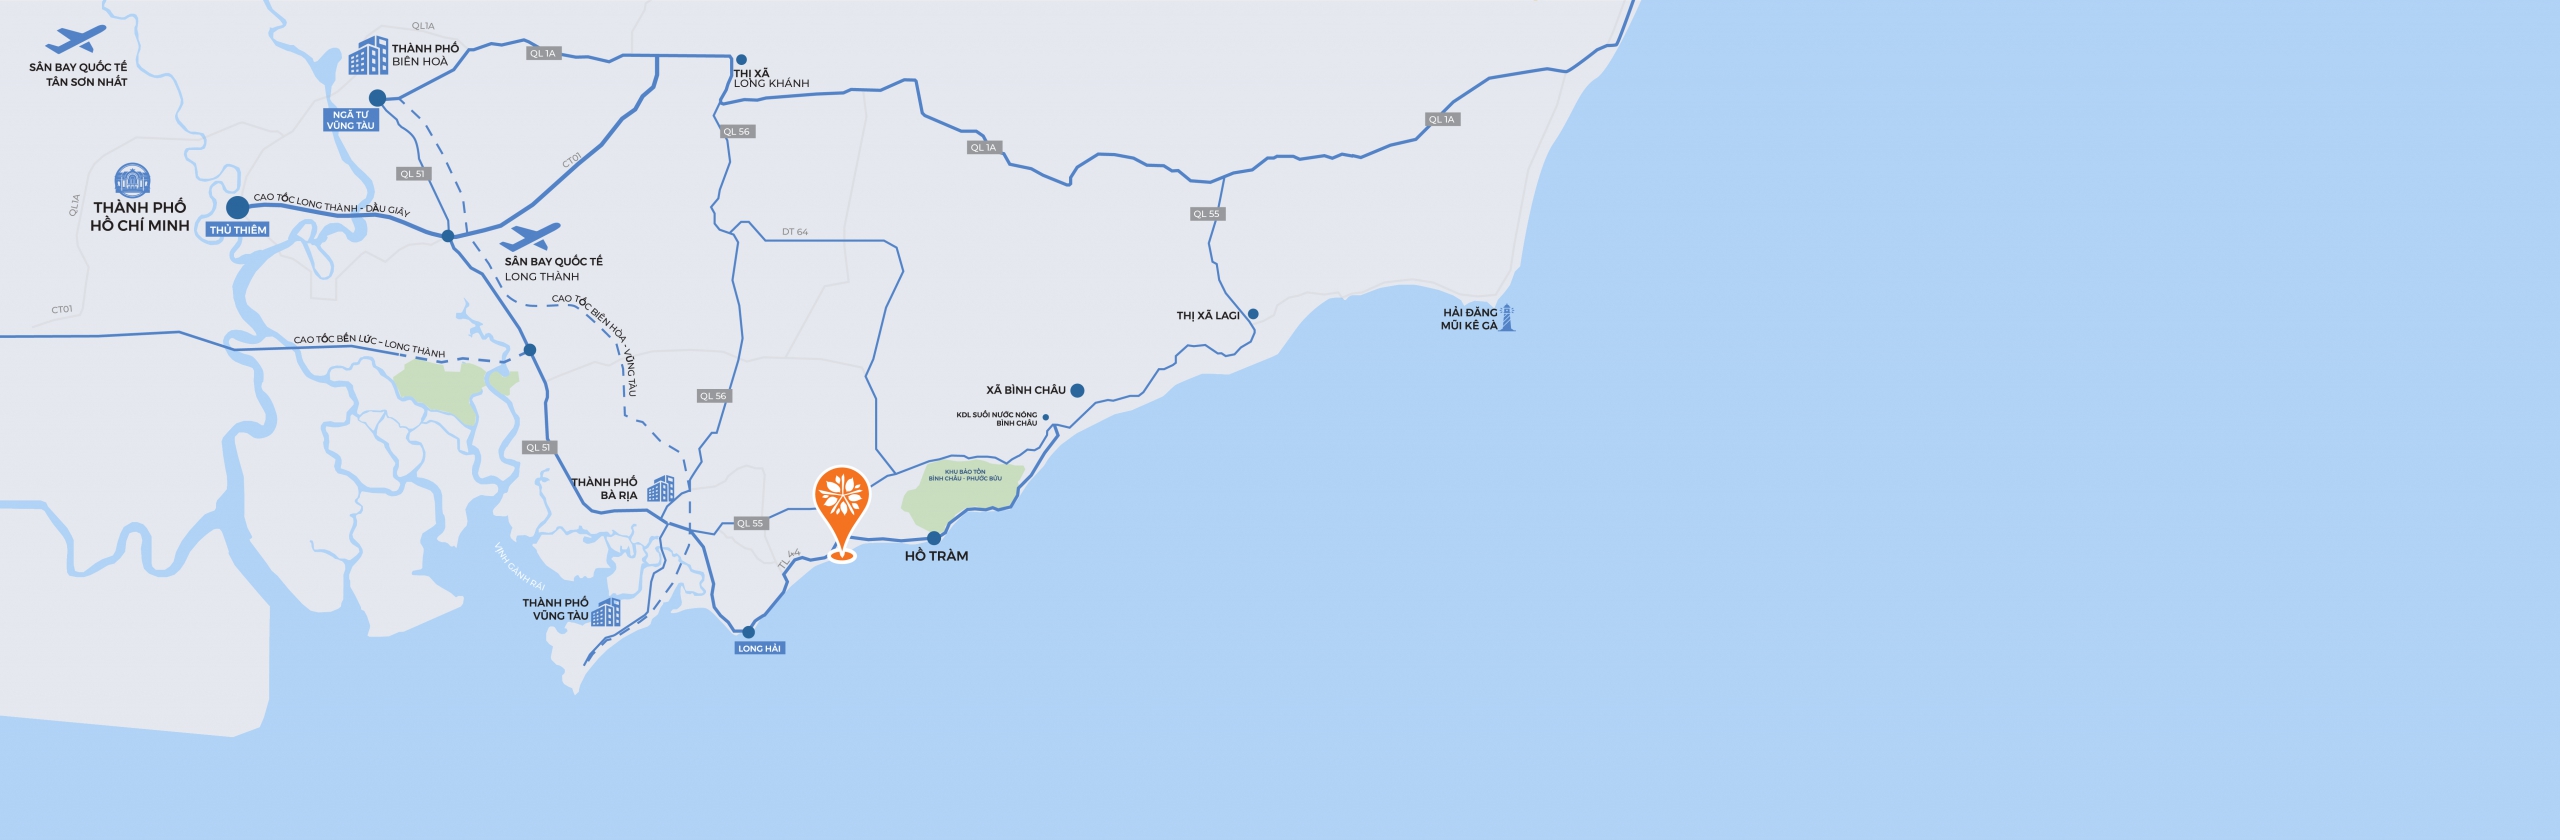 SÂN BAY QUỐC TẾ
TÂN SƠN NHẤT
QL1A
THÀNH PHỐ
BIÊN HOÀ
QL 1A
THỊ XÃ
LONG KHÁNH
NGÃ TƯ
VŨNG TÀU
QL 1A
QL 56
QL 1A
CT01
QL 51
THÀNH PHỐ
HỒ CHÍ MINH
QL1A
CAO TỐC LONG THÀNH - DẦU GIÂY
THỦ THIÊM
QL 55
DT 64
SÂN BAY QUỐC TẾ
LONG THÀNH
CAO TỐC BIÊN HÒA - VŨNG TÀU
CT01
THỊ XÃ LAGI
HẢI ĐĂNG
MŨI KÊ GÀ
CAO TỐC BẾN LỨC - LONG THÀNH
XÃ BÌNH CHÂU
QL 56
KDL SUỐI NƯỚC NÓNG
BÌNH CHÂU
QL 51
KHU BẢO TỒN
BÌNH CHÂU - PHƯỚC BỬU
THÀNH PHỐ
BÀ RỊA
QL 55
TL 44
HỒ TRÀM
VỊNH GÀNH RÁI
THÀNH PHỐ
VŨNG TÀU
LONG HẢI